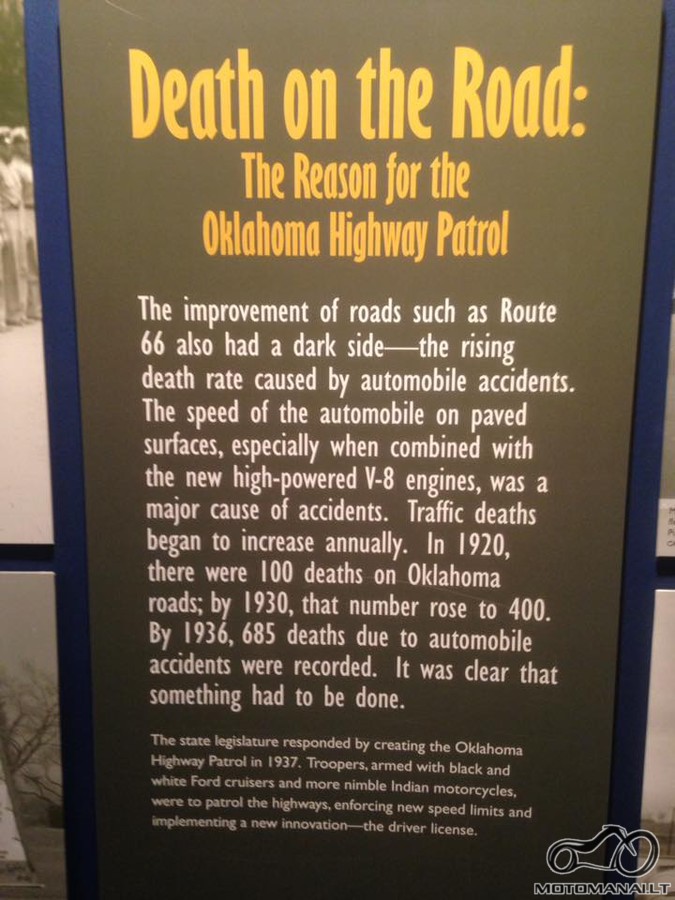 Death on the Road:
The Reason for the
Oklahoma Highway Patrol
The improvement of roads such as Route
66 also had a dark side—the rising
death rate caused by automobile accidents.
The speed of the automobile on paved
surfaces, especially when combined with
the new high-powered V-8 engines, was a
major cause of accidents. Traffic deaths
began to increase annually. In 1920,
there were 100 deaths on Oklahoma
roads; by 1930, that number rose to 400.
By 1936, 685 deaths due to automobile
accidents were recorded. It was clear that
something had to be done.
The state legislature responded by creating the Oklahoma
Highway Patrol in 1937. Troopers, armed with black and
white Ford cruisers and more nimble Indian motorcycles,
were to patrol the highways, enforcing new speed limits and
implementing a new innovation—the driver license.
MOTOMANAI.LT